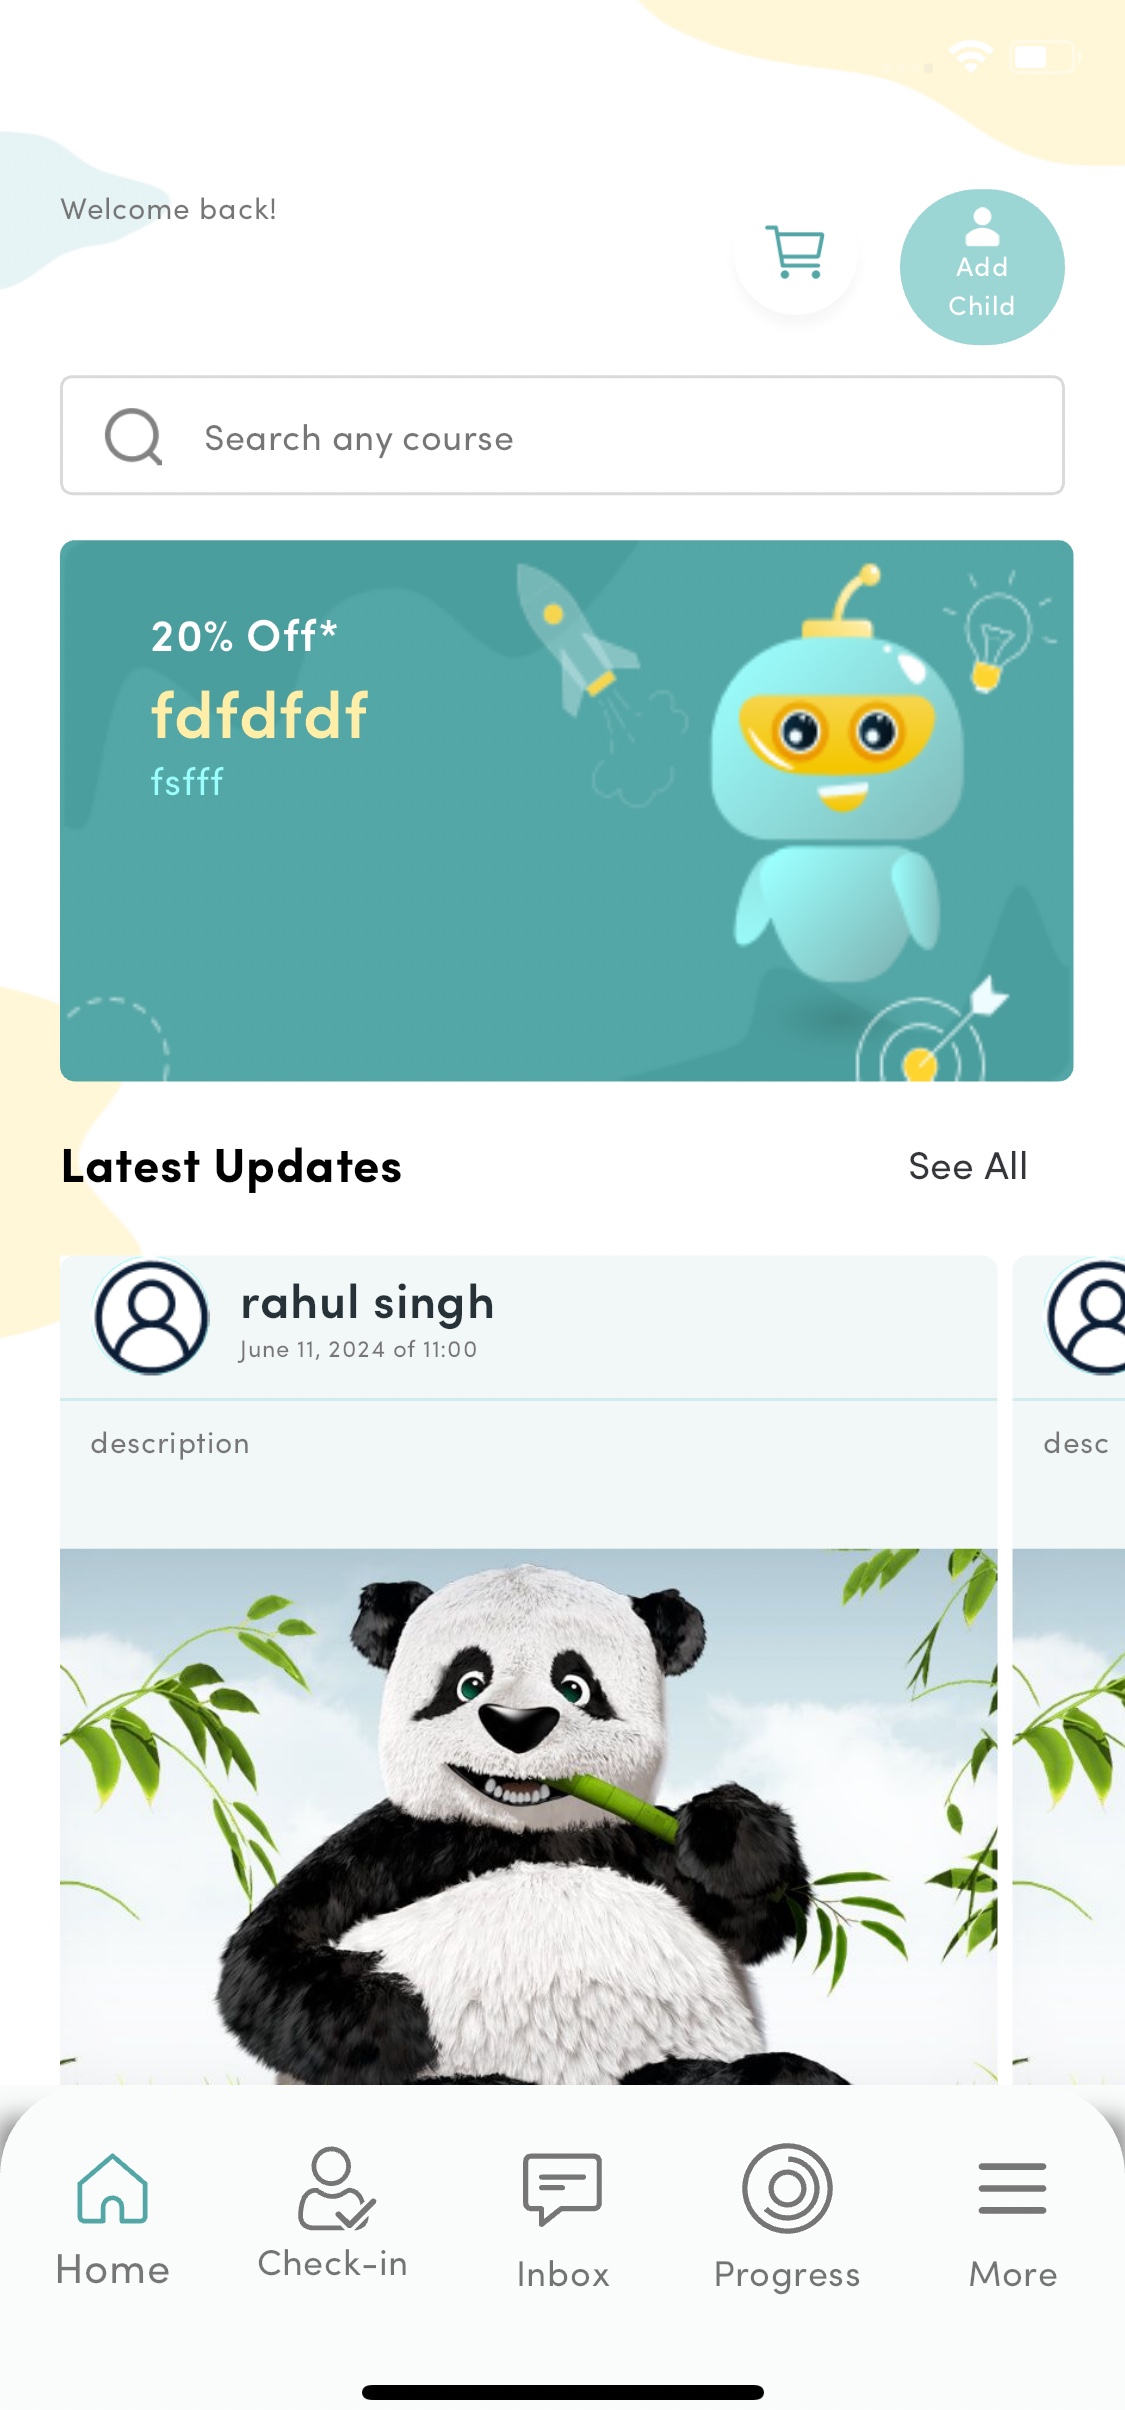 Welcome back!
Add
Child
Search any course
20% Off*
fdfdfdf
fsfff
Latest Updates
See All
rahul singh
June 11, 2024 of 11:00
description
desc
Home
Check-in
Inbox
Progress
More